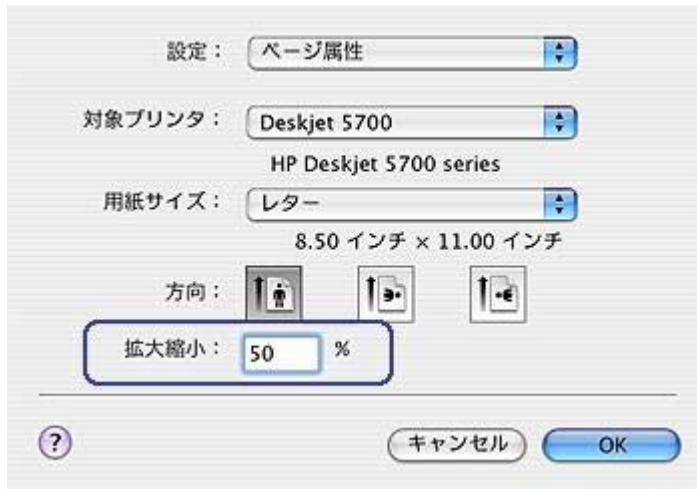 設定： ページ属性
対象プリンタ： Deskjet 5700
HP Deskjet 5700 series
用紙サイズ： レター
8.50 インチ × 11.00 インチ
方向：
拡大縮小： 50 %
? キャンセル OK